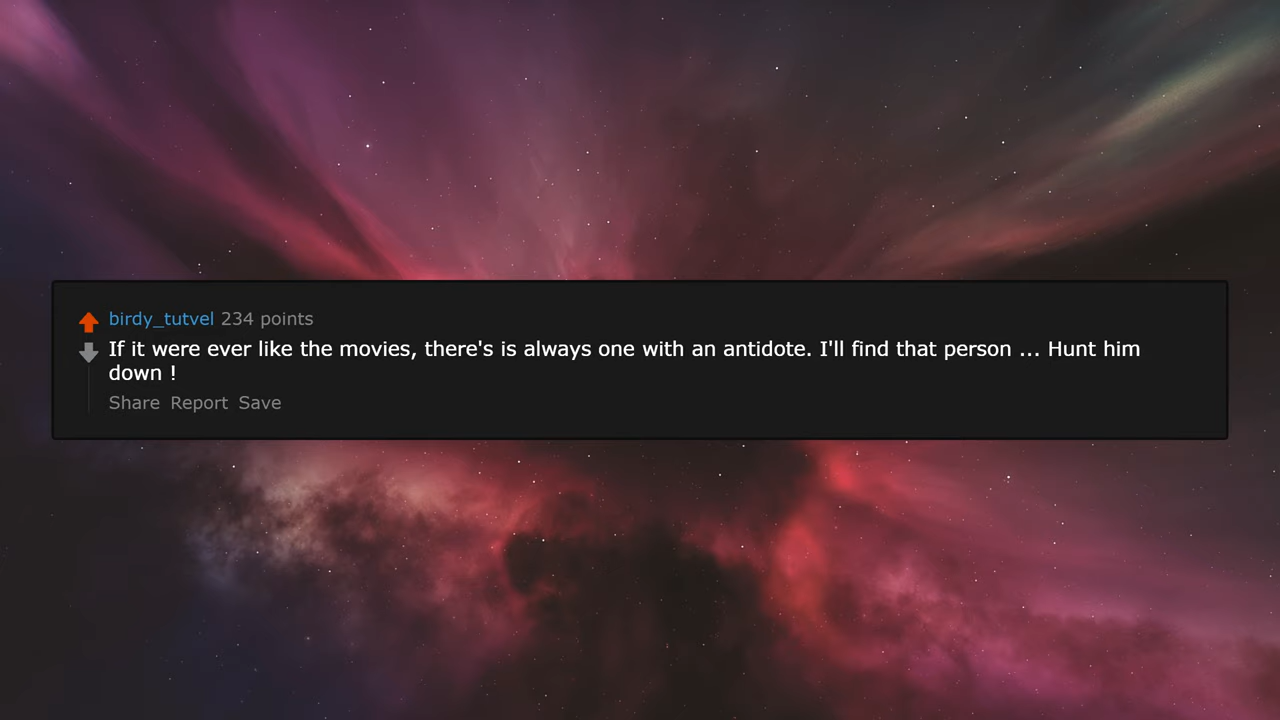 birdy_tutvel 234 points
If it were ever like the movies, there's is always one with an antidote. I'll find that person ... Hunt him
down !
Share Report Save